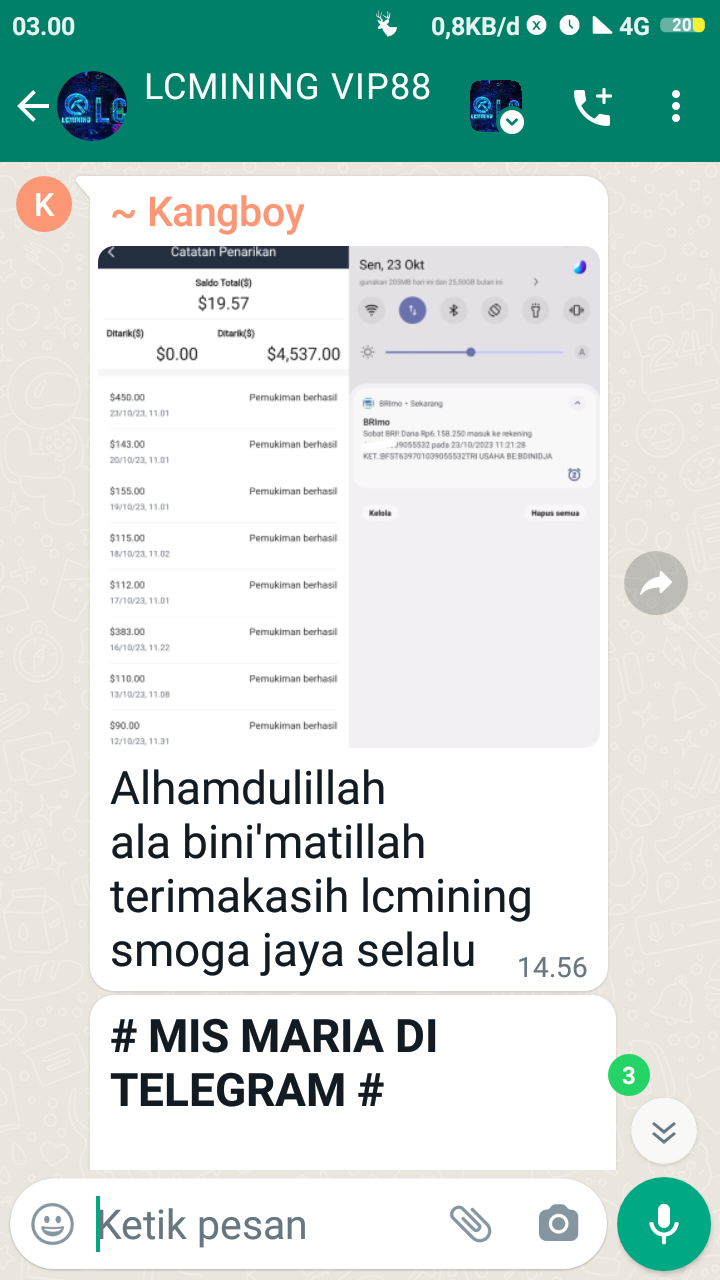 03.00
0,8KB/d
4G
20
LCMINING VIP88
K
~ Kangboy
Catatan Penarikan
Saldo Total($)
$19.57
Ditarik($)
Ditarik($)
$0.00
$4,537.00
$450.00
Pemukiman berhasil
23/10/23, 11.01
$143.00
Pemukiman berhasil
20/10/23, 11.01
$155.00
Pemukiman berhasil
19/10/23, 11.01
$115.00
Pemukiman berhasil
18/10/23, 11.02
$112.00
Pemukiman berhasil
17/10/23, 11.01
$383.00
Pemukiman berhasil
16/10/23, 11.22
$110.00
Pemukiman berhasil
13/10/23, 11.08
$90.00
Pemukiman berhasil
12/10/23, 11.31
Sen, 23 Okt
gunakan 209MB hari ini dan 25,50GB bulan ini
A
BRImo • Sekarang
BRImo
Sobat BRI! Dana Rp6.158.250 masuk ke rekening
J9055532 pada 23/10/2023 11:21:28
KET.:BFST639701039055532TRI USAHA BE:BDINIDJA
Kelola
Hapus semua
Alhamdulillah
ala bini'matillah
terimakasih lcmining
smoga jaya selalu
14.56
# MIS MARIA DI
TELEGRAM #
3
Ketik pesan